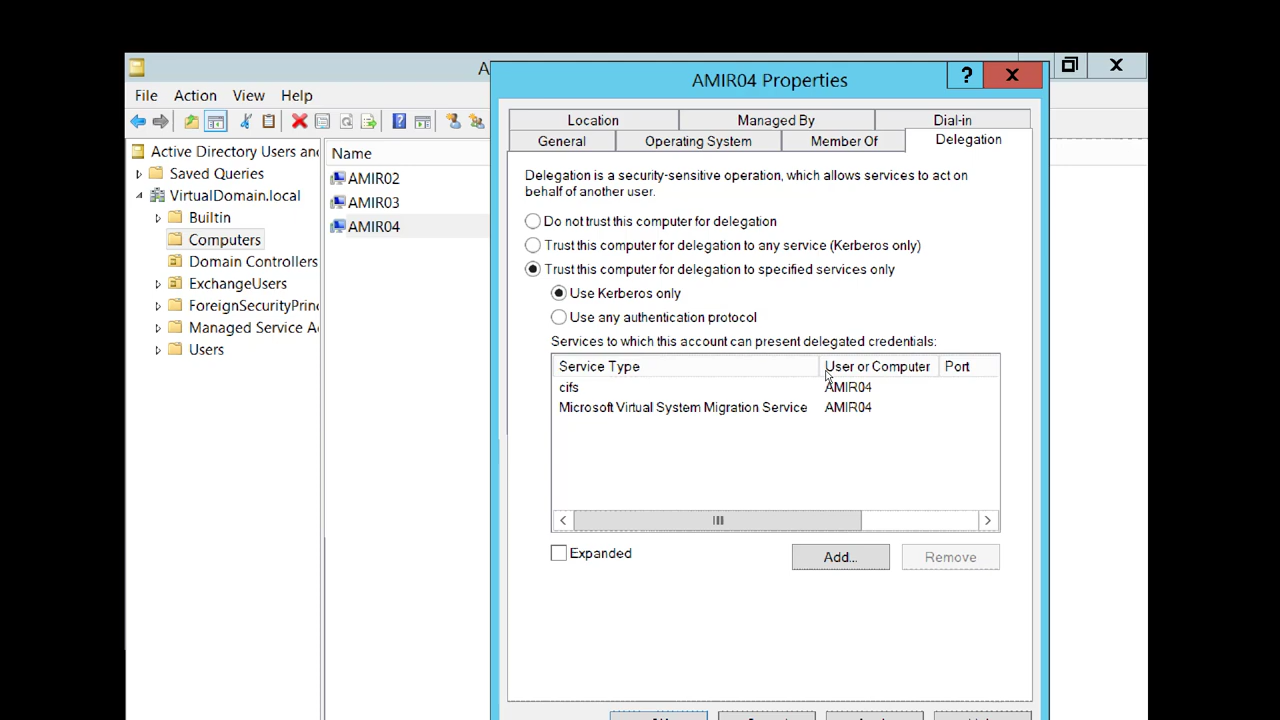 A
AMIR04 Properties
?
File Action View Help
Active Directory Users an
Saved Queries
VirtualDomain.local
Builtin
Computers
Domain Controllers
ExchangeUsers
ForeignSecurityPrin
Managed Service A
Users
Name
AMIR02
AMIR03
AMIR04
Location Managed By Dial-in
General Operating System Member Of Delegation
Delegation is a security-sensitive operation, which allows services to act on
behalf of another user.
Do not trust this computer for delegation
Trust this computer for delegation to any service (Kerberos only)
Trust this computer for delegation to specified services only
Use Kerberos only
Use any authentication protocol
Services to which this account can present delegated credentials:
Service Type User or Computer Port
cifs AMIR04
Microsoft Virtual System Migration Service AMIR04
Expanded
Add... Remove